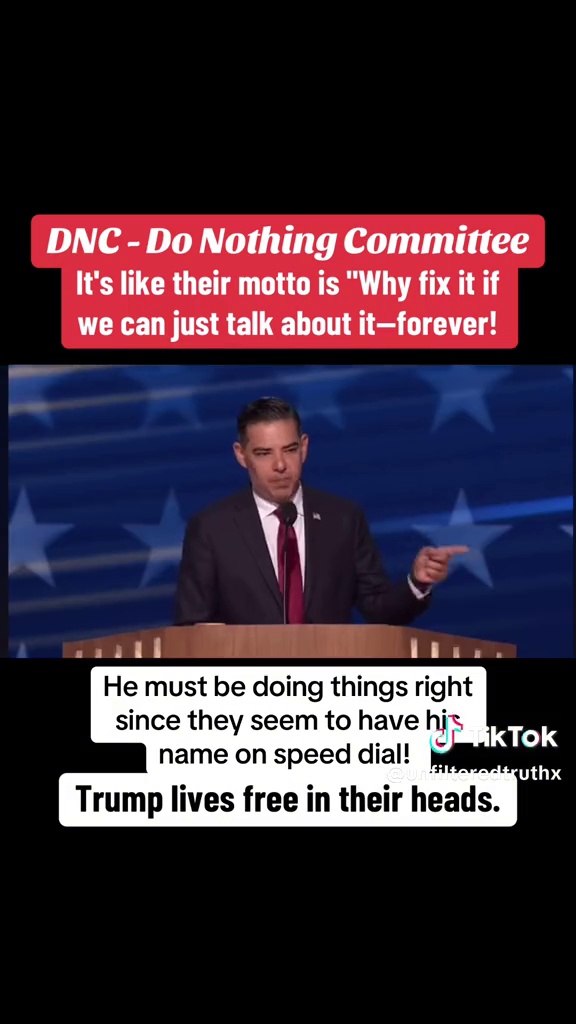 DNC - Do Nothing Committee
It's like their motto is "Why fix it if
we can just talk about it—forever!
He must be doing things right
since they seem to have his
name on speed dial!
TikTok
@unfilteredtruthx
Trump lives free in their heads.